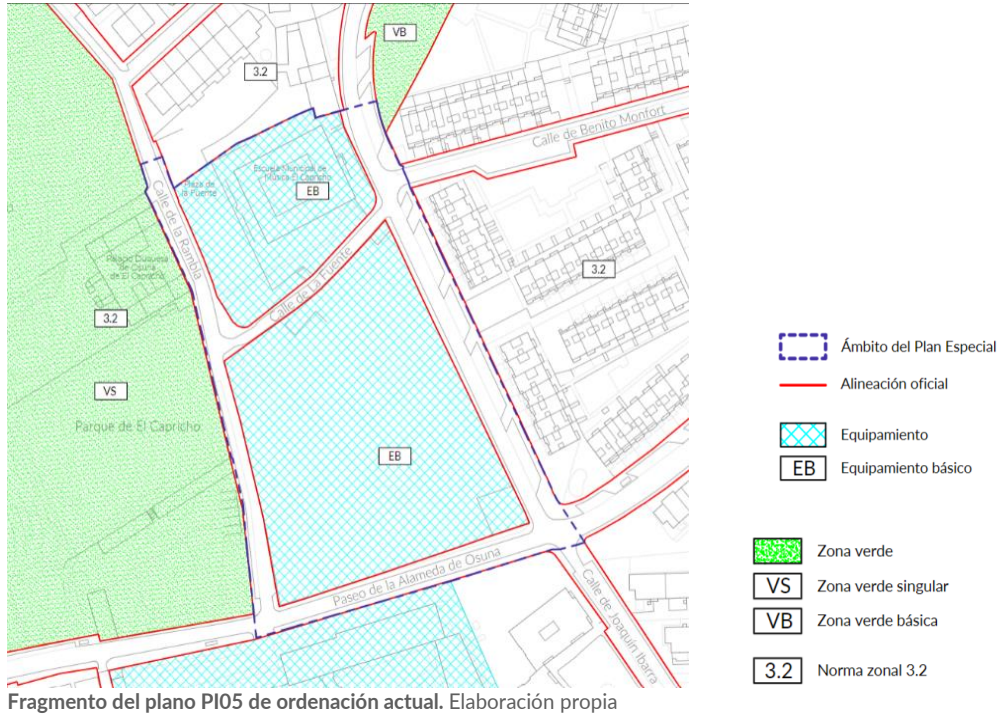 VB
3.2
Calle de Benito Monfort
Escuela Municipal de
Música El Capricho
Plaza de
la Fuente
EB
Calle de la Rambla
Palacio Duquesa
de Osuna
de El Capricho
Calle de La Fuente
3.2
3.2
VS
Parque de El Capricho
EB
Paseo de la Alameda de Osuna
Calle de Joaquín Ibarra
Ámbito del Plan Especial
Alineación oficial
Equipamiento
EB Equipamiento básico
Zona verde
VS Zona verde singular
VB Zona verde básica
3.2 Norma zonal 3.2
Fragmento del plano PI05 de ordenación actual. Elaboración propia